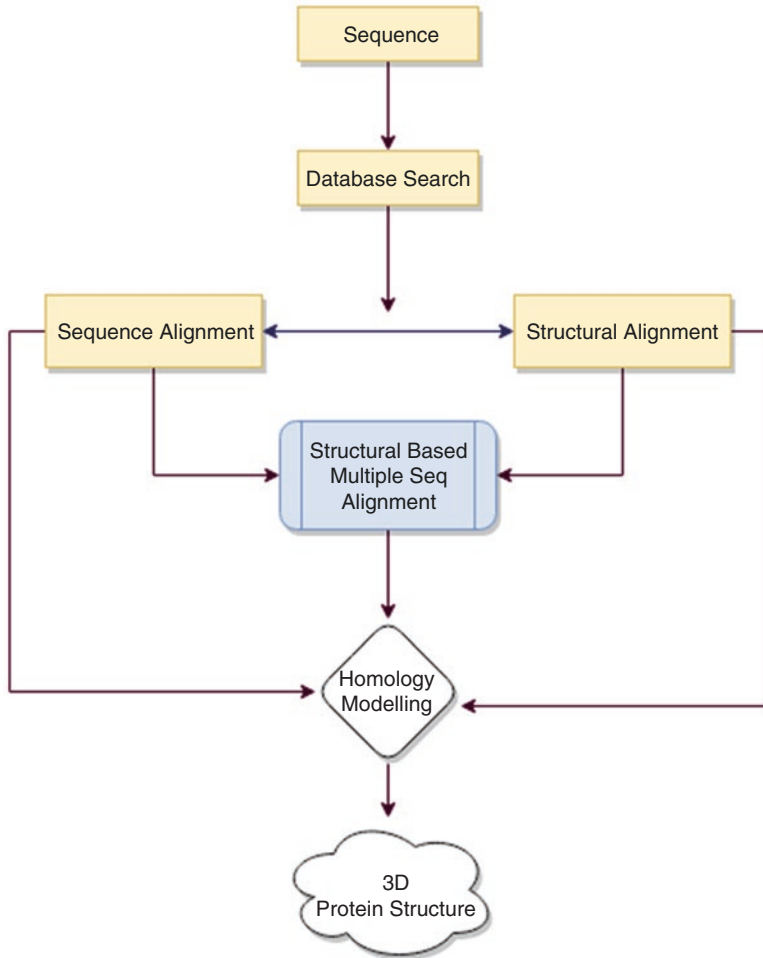 Sequence
Database Search
Sequence Alignment
Structural Alignment
Structural Based
Multiple Seq
Alignment
Homology
Modelling
3D
Protein Structure